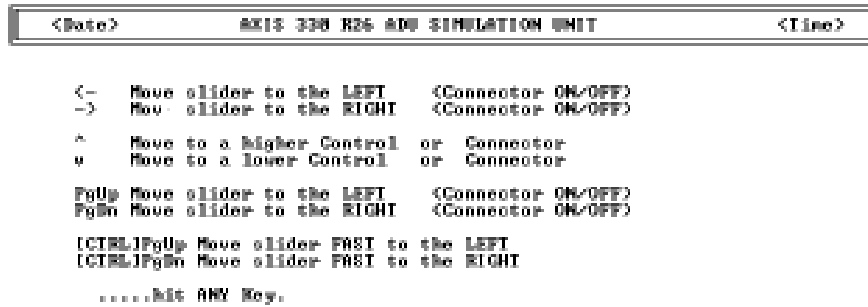 <Date> AXIS 330 R26 ADV SIMULATION UNIT <Time>
<- Move slider to the LEFT (Connector ON/OFF)
-> Mov slider to the RIGHT (Connector ON/OFF)
^ Move to a higher Control or Connector
v Move to a lower Control or Connector
PgUp Move slider to the LEFT (Connector ON/OFF)
PgDn Move slider to the RIGHT (Connector ON/OFF)
[CTRL]PgUp Move slider FAST to the LEFT
[CTRL]PgDn Move slider FAST to the RIGHT
.....hit ANY Key.